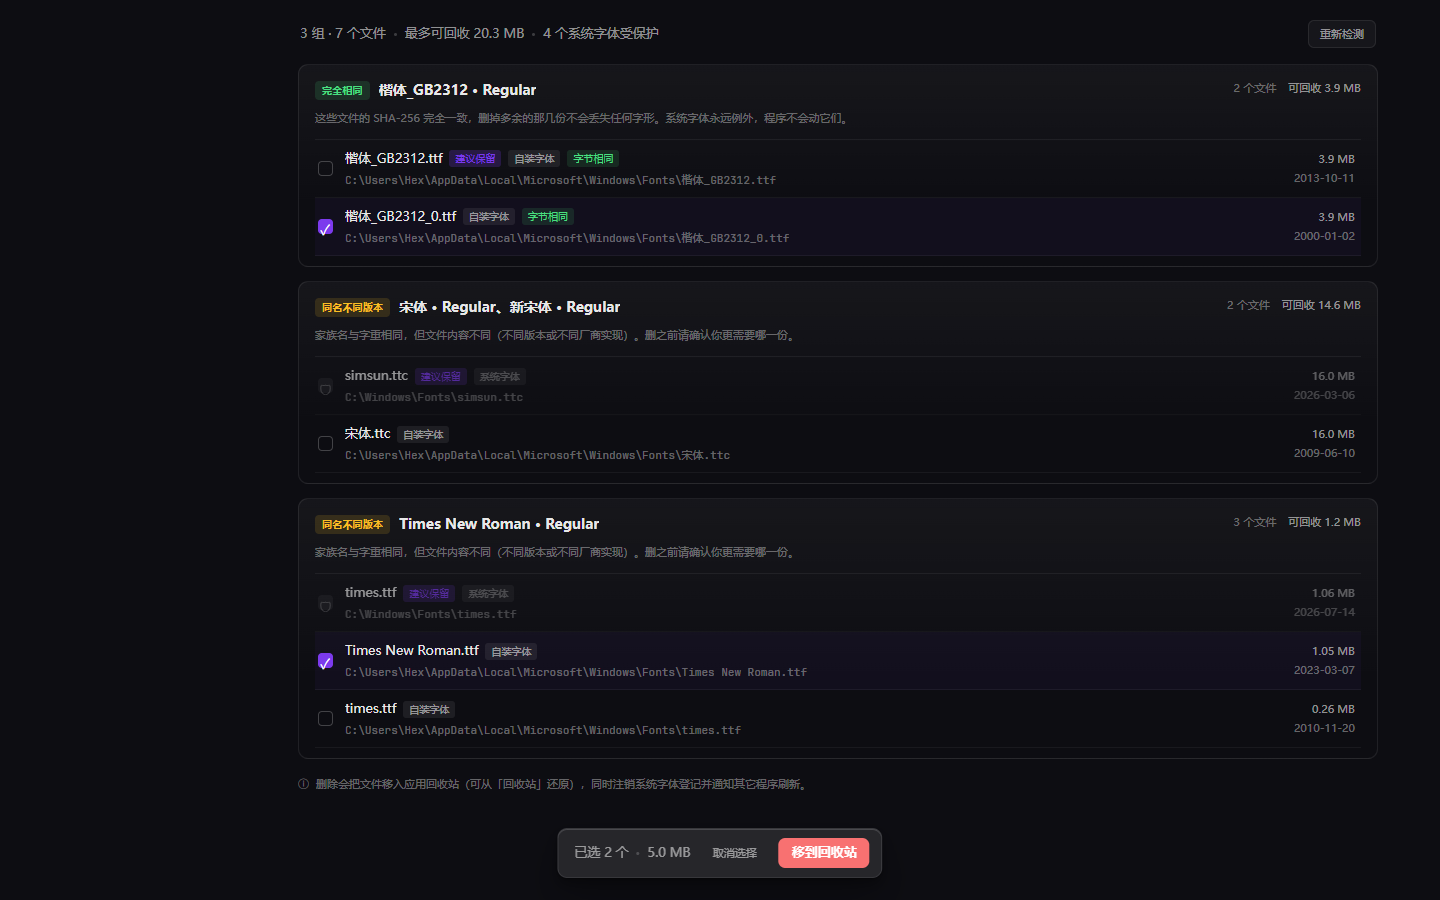 3 组 · 7 个文件 · 最多可回收 20.3 MB · 4 个系统字体受保护
重新检测
完全相同 楷体_GB2312 • Regular
2 个文件 可回收 3.9 MB
这些文件的 SHA-256 完全一致，删掉多余的那几份不会丢失任何字形。系统字体永远例外，程序不会动它们。
楷体_GB2312.ttf 建议保留 自装字体 字节相同
3.9 MB
C:\Users\Hex\AppData\Local\Microsoft\Windows\Fonts\楷体_GB2312.ttf
2013-10-11
楷体_GB2312_0.ttf 自装字体 字节相同
3.9 MB
C:\Users\Hex\AppData\Local\Microsoft\Windows\Fonts\楷体_GB2312_0.ttf
2000-01-02
同名不同版本 宋体 • Regular、新宋体 • Regular
2 个文件 可回收 14.6 MB
家族名与字重相同，但文件内容不同（不同版本或不同厂商实现）。删之前请确认你更需要哪一份。
simsun.ttc 建议保留 系统字体
16.0 MB
C:\Windows\Fonts\simsun.ttc
2026-03-06
宋体.ttc 自装字体
16.0 MB
C:\Users\Hex\AppData\Local\Microsoft\Windows\Fonts\宋体.ttc
2009-06-10
同名不同版本 Times New Roman • Regular
3 个文件 可回收 1.2 MB
家族名与字重相同，但文件内容不同（不同版本或不同厂商实现）。删之前请确认你更需要哪一份。
times.ttf 建议保留 系统字体
1.06 MB
C:\Windows\Fonts\times.ttf
2026-07-14
Times New Roman.ttf 自装字体
1.05 MB
C:\Users\Hex\AppData\Local\Microsoft\Windows\Fonts\Times New Roman.ttf
2023-03-07
times.ttf 自装字体
0.26 MB
C:\Users\Hex\AppData\Local\Microsoft\Windows\Fonts\times.ttf
2010-11-20
删除会把文件移入应用回收站（可从「回收站」还原），同时注销系统字体登记并通知其它程序刷新。
已选 2 个 · 5.0 MB 取消选择 移到回收站